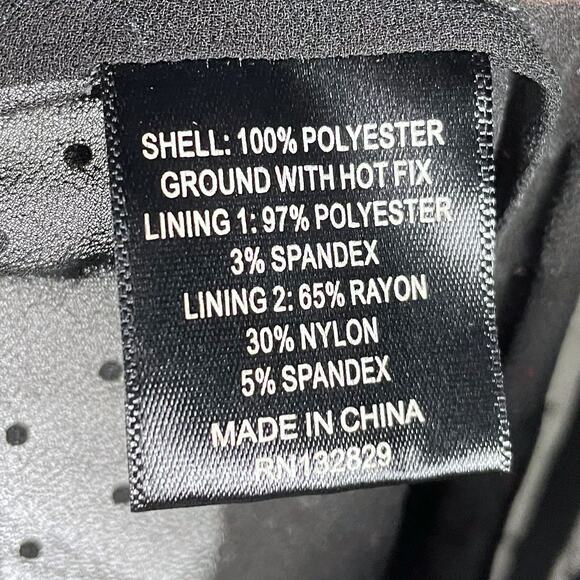 SHELL: 100% POLYESTER
GROUND WITH HOT FIX
LINING 1: 97% POLYESTER
3% SPANDEX
LINING 2: 65% RAYON
30% NYLON
5% SPANDEX
MADE IN CHINA
RN132829